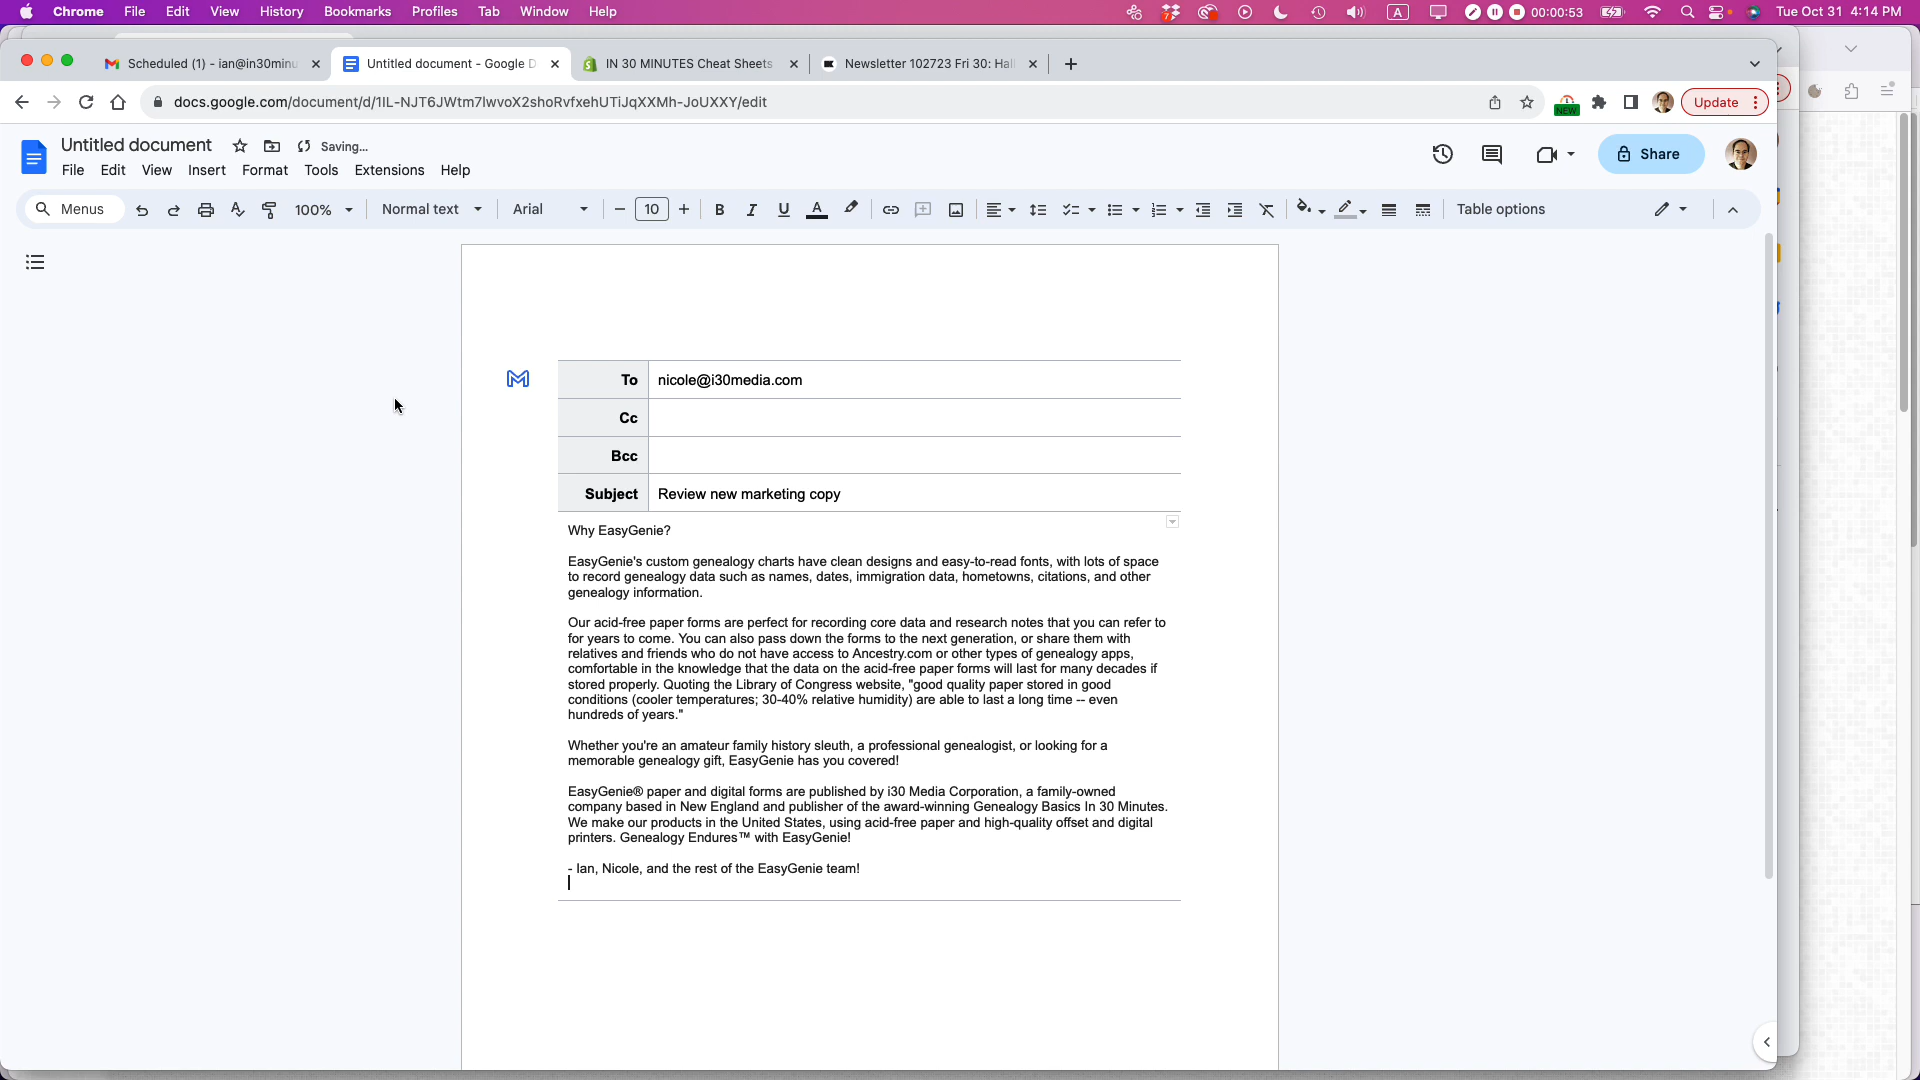 Chrome File Edit View History Bookmarks Profiles Tab Window Help A 00:00:53 Tue Oct 31 4:14 PM
Scheduled (1) - ian@in30minu Untitled document - Google D IN 30 MINUTES Cheat Sheets Newsletter 102723 Fri 30: Hal
docs.google.com/document/d/1IL-NJT6JWtm7lwvoX2shoRvfxehUTiJqXXMh-JoUXXY/edit NEW Update
Untitled document Saving...
File Edit View Insert Format Tools Extensions Help
Share
Menus 100% Normal text Arial 10 B I U A Table options
To nicole@i30media.com
Cc
Bcc
Subject Review new marketing copy
Why EasyGenie?
EasyGenie's custom genealogy charts have clean designs and easy-to-read fonts, with lots of space
to record genealogy data such as names, dates, immigration data, hometowns, citations, and other
genealogy information.
Our acid-free paper forms are perfect for recording core data and research notes that you can refer to
for years to come. You can also pass down the forms to the next generation, or share them with
relatives and friends who do not have access to Ancestry.com or other types of genealogy apps,
comfortable in the knowledge that the data on the acid-free paper forms will last for many decades if
stored properly. Quoting the Library of Congress website, "good quality paper stored in good
conditions (cooler temperatures; 30-40% relative humidity) are able to last a long time -- even
hundreds of years."
Whether you're an amateur family history sleuth, a professional genealogist, or looking for a
memorable genealogy gift, EasyGenie has you covered!
EasyGenie® paper and digital forms are published by i30 Media Corporation, a family-owned
company based in New England and publisher of the award-winning Genealogy Basics In 30 Minutes.
We make our products in the United States, using acid-free paper and high-quality offset and digital
printers. Genealogy Endures™ with EasyGenie!
- Ian, Nicole, and the rest of the EasyGenie team!